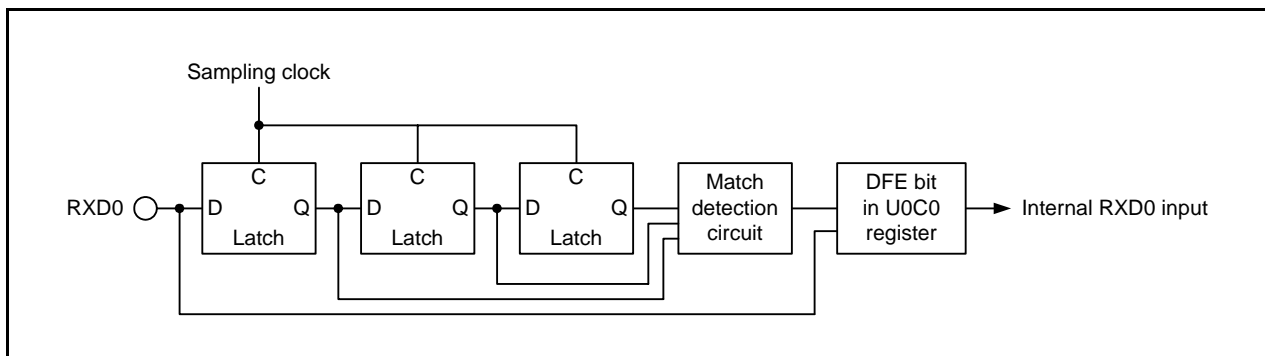 Sampling clock
RXD0
C
D
Q
Latch
C
D
Q
Latch
C
D
Q
Latch
Match
detection
circuit
DFE bit
in U0C0
register
Internal RXD0 input